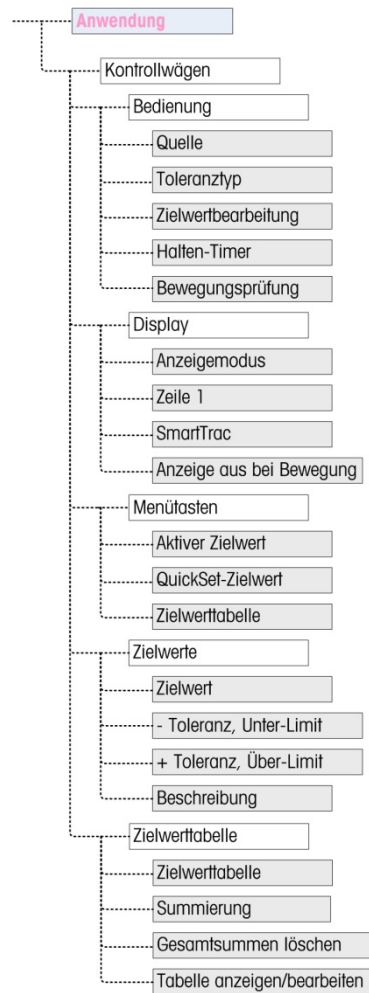 Anwendung
Kontrollwägen
Bedienung
Quelle
Toleranztyp
Zielwertbearbeitung
Halten-Timer
Bewegungsprüfung
Display
Anzeigemodus
Zeile 1
SmartTrac
Anzeige aus bei Bewegung
Menütasten
Aktiver Zielwert
QuickSet-Zielwert
Zielwerttabelle
Zielwerte
Zielwert
- Toleranz, Unter-Limit
+ Toleranz, Über-Limit
Beschreibung
Zielwerttabelle
Zielwerttabelle
Summierung
Gesamtsummen löschen
Tabelle anzeigen/bearbeiten